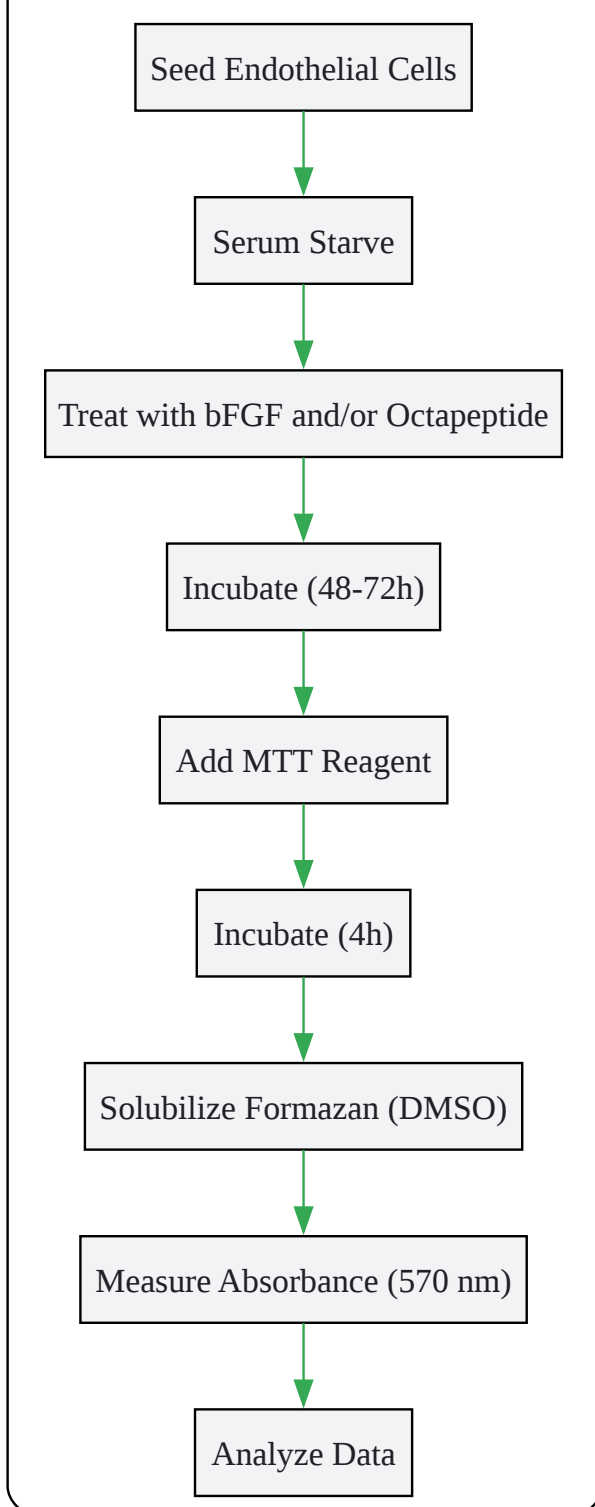 Seed Endothelial Cells
Serum Starve
Treat with bFGF and/or Octapeptide
Incubate (48-72h)
Add MTT Reagent
Incubate (4h)
Solubilize Formazan (DMSO)
Measure Absorbance (570 nm)
Analyze Data